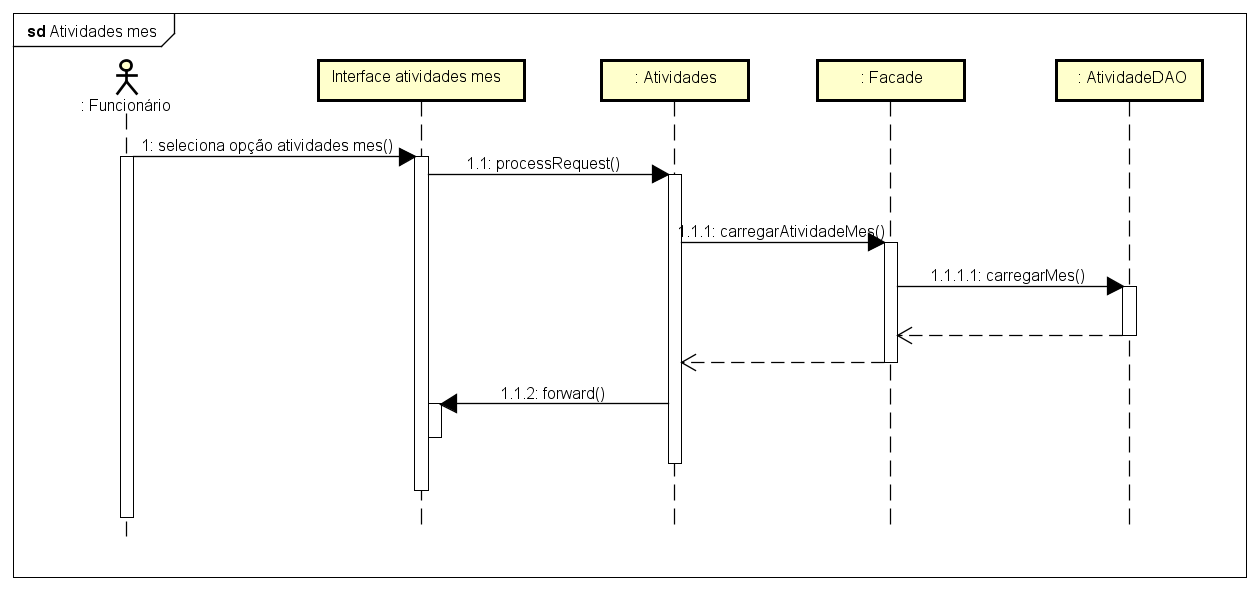 sd Atividades mes
: Funcionário
Interface atividades mes
: Atividades
: Facade
: AtividadeDAO
1: seleciona opção atividades mes()
1.1: processRequest()
1.1.1: carregarAtividadeMes()
1.1.1.1: carregarMes()
1.1.2: forward()